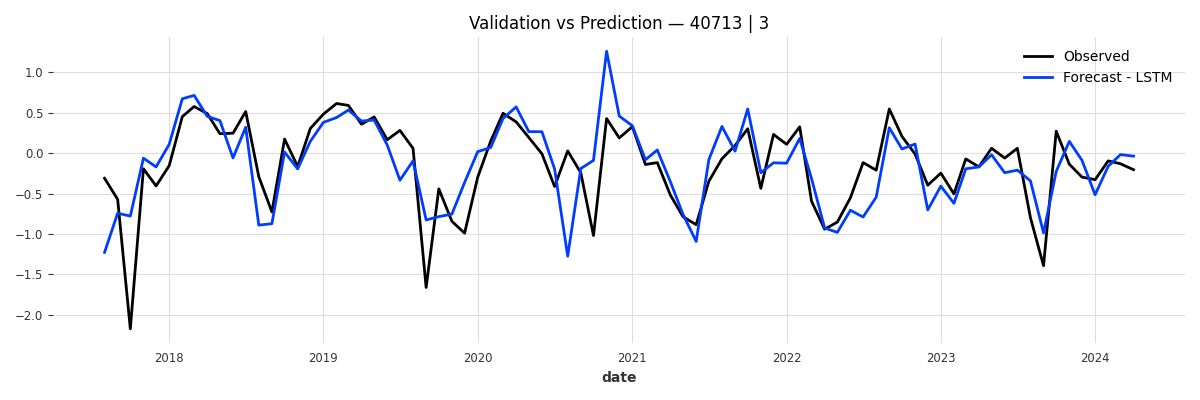 Validation vs Prediction — 40713 | 3
Observed
Forecast - LSTM
1.0
0.5
0.0
−0.5
−1.0
−1.5
−2.0
2018 2019 2020 2021 2022 2023 2024
date